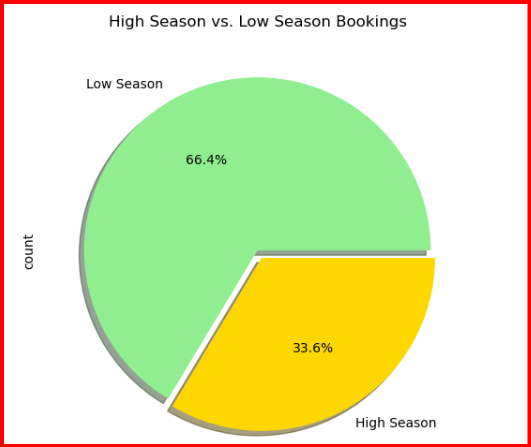 High Season vs. Low Season Bookings
Low Season
66.4%
count
33.6%
High Season